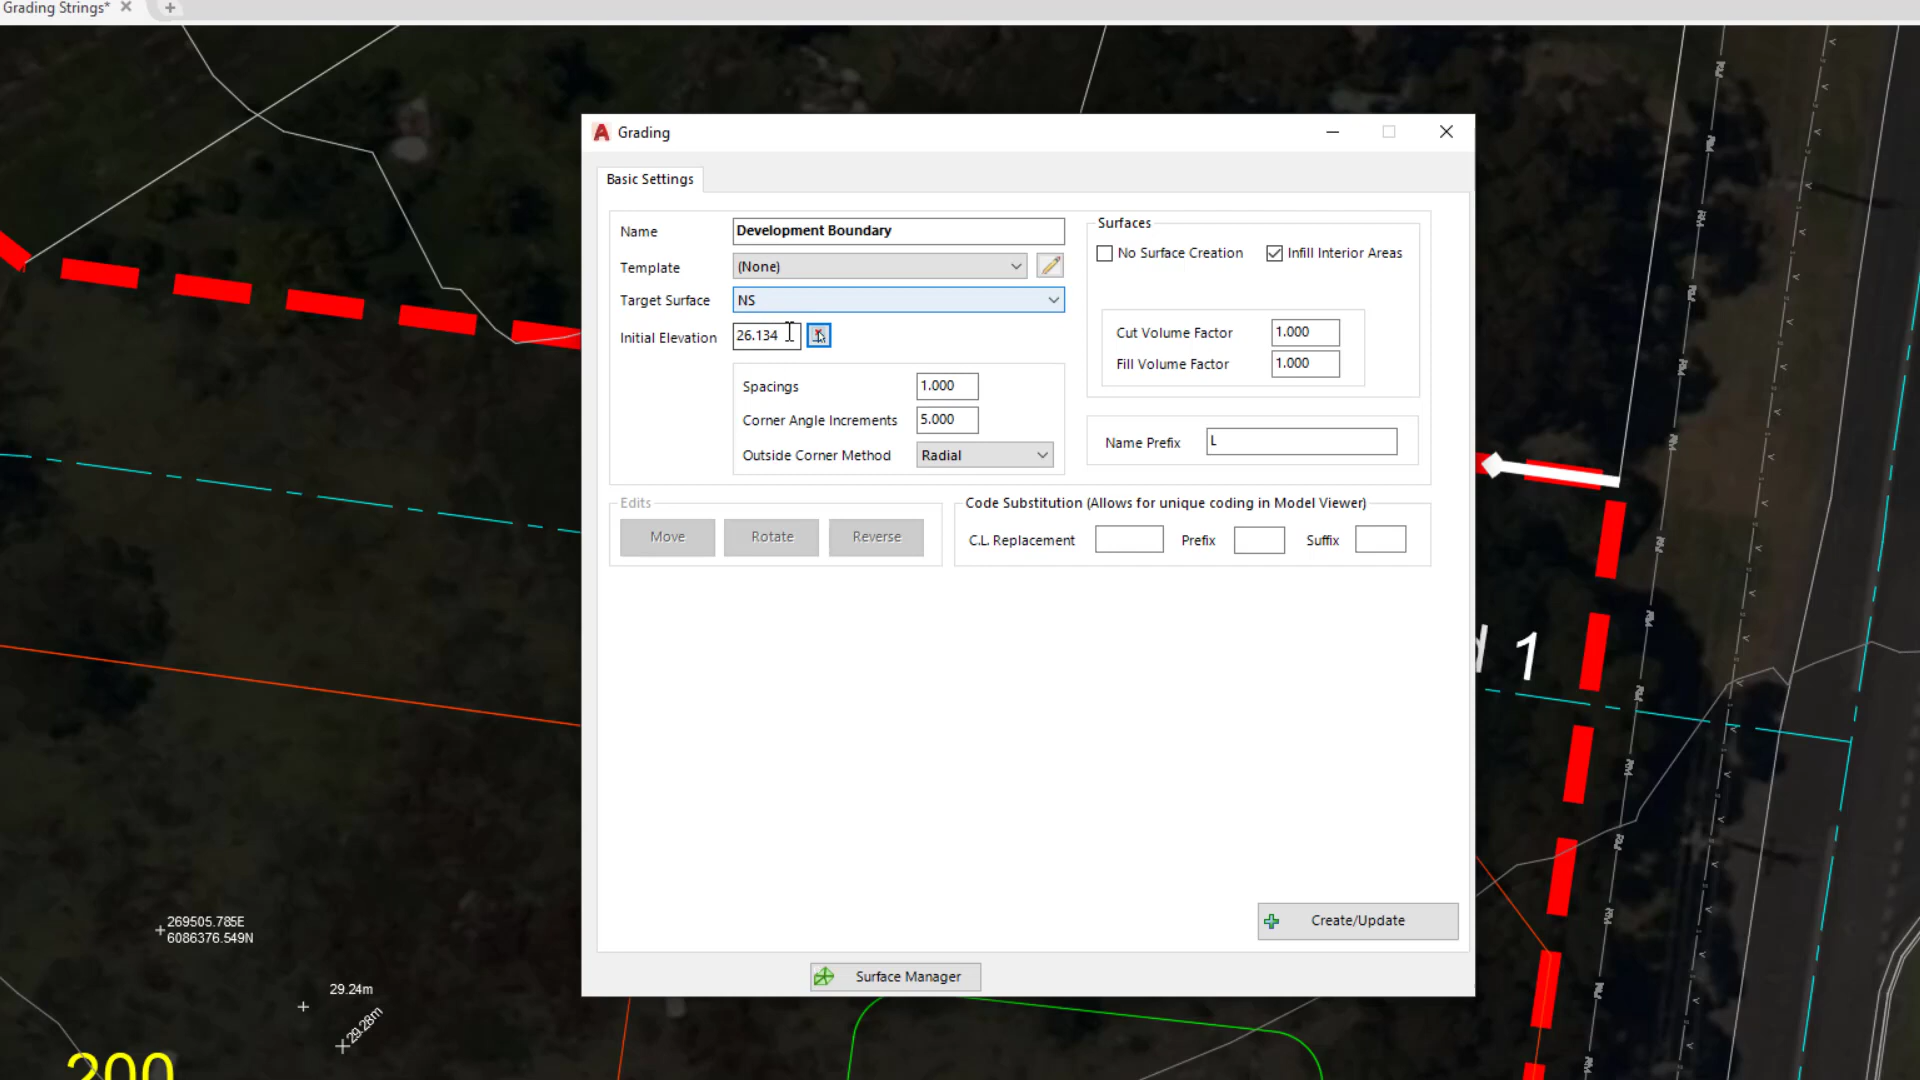 Grading Strings*
Grading
Basic Settings
Name
Development Boundary
Template
(None)
Target Surface
NS
Initial Elevation
26.134
Spacings
1.000
Corner Angle Increments
5.000
Outside Corner Method
Radial
Surfaces
No Surface Creation
Infill Interior Areas
Cut Volume Factor
1.000
Fill Volume Factor
1.000
Name Prefix
L
Edits
Move
Rotate
Reverse
Code Substitution (Allows for unique coding in Model Viewer)
C.L. Replacement
Prefix
Suffix
Create/Update
Surface Manager
1
269505.785E
6086376.549N
29.24m
29.28m
200